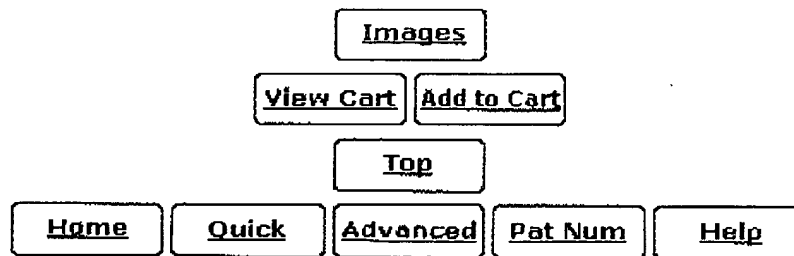 Images
View Cart Add to Cart
Top
Home Quick Advanced Pat Num Help